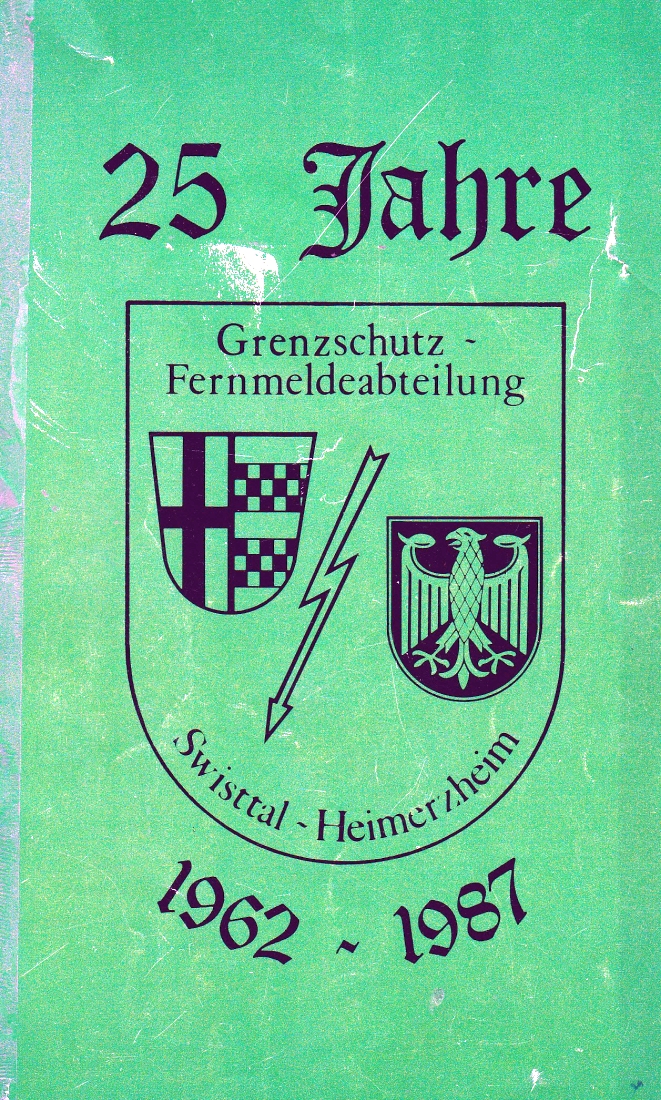 25 Jahre
Grenzschutz -
Fernmeldeabteilung
Swisttal - Heimerzheim
1962 - 1987